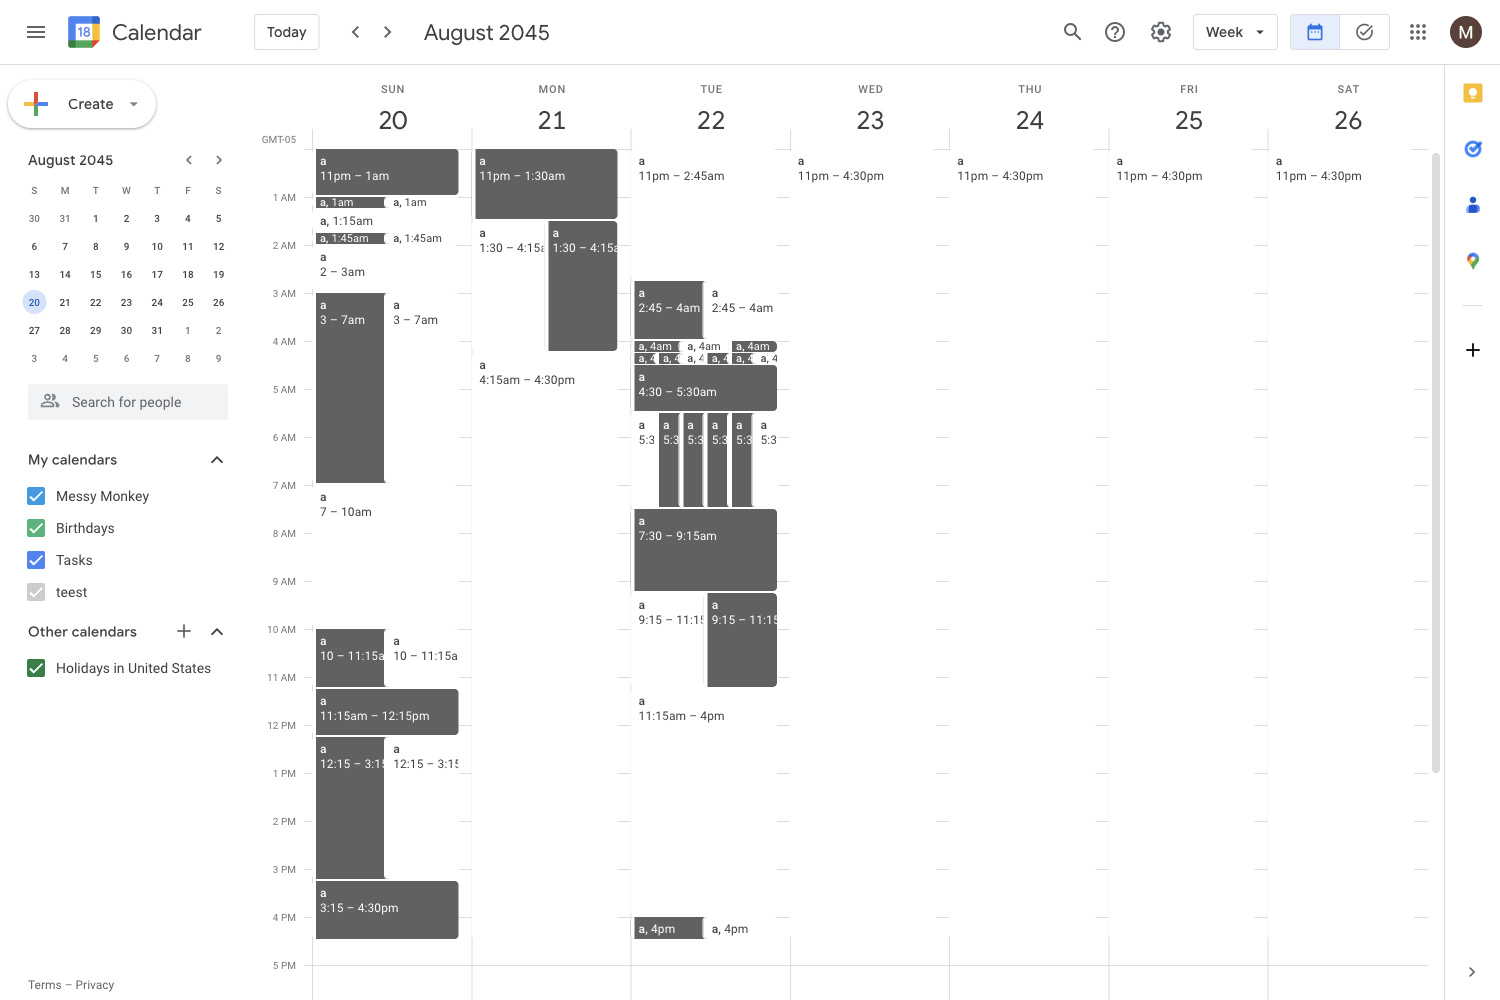 18 Calendar
Today
August 2045
Week
M
Create
August 2045
S M T W T F S
30 31 1 2 3 4 5
6 7 8 9 10 11 12
13 14 15 16 17 18 19
20 21 22 23 24 25 26
27 28 29 30 31 1 2
3 4 5 6 7 8 9
Search for people
My calendars
Messy Monkey
Birthdays
Tasks
teest
Other calendars
Holidays in United States
Terms – Privacy
SUN MON TUE WED THU FRI SAT
20 21 22 23 24 25 26
GMT-05
1 AM
2 AM
3 AM
4 AM
5 AM
6 AM
7 AM
8 AM
9 AM
10 AM
11 AM
12 PM
1 PM
2 PM
3 PM
4 PM
5 PM
a
11pm – 1am
a, 1am
a, 1am
a, 1:15am
a, 1:45am
a, 1:45am
a
2 – 3am
a
3 – 7am
a
3 – 7am
a
7 – 10am
a
10 – 11:15a
a
10 – 11:15a
a
11:15am – 12:15pm
a
12:15 – 3:15
a
12:15 – 3:15
a
3:15 – 4:30pm
a
11pm – 1:30am
a
1:30 – 4:15a
a
1:30 – 4:15a
a
4:15am – 4:30pm
a
11pm – 2:45am
a
2:45 – 4am
a
2:45 – 4am
a, 4am
a, 4am
a, 4am
a, 4
a, 4
a, 4
a, 4
a, 4
a, 4
a
4:30 – 5:30am
a
5:3
a
5:3
a
5:3
a
5:3
a
5:3
a
5:3
a
7:30 – 9:15am
a
9:15 – 11:15
a
9:15 – 11:15
a
11:15am – 4pm
a, 4pm
a, 4pm
a
11pm – 4:30pm
a
11pm – 4:30pm
a
11pm – 4:30pm
a
11pm – 4:30pm